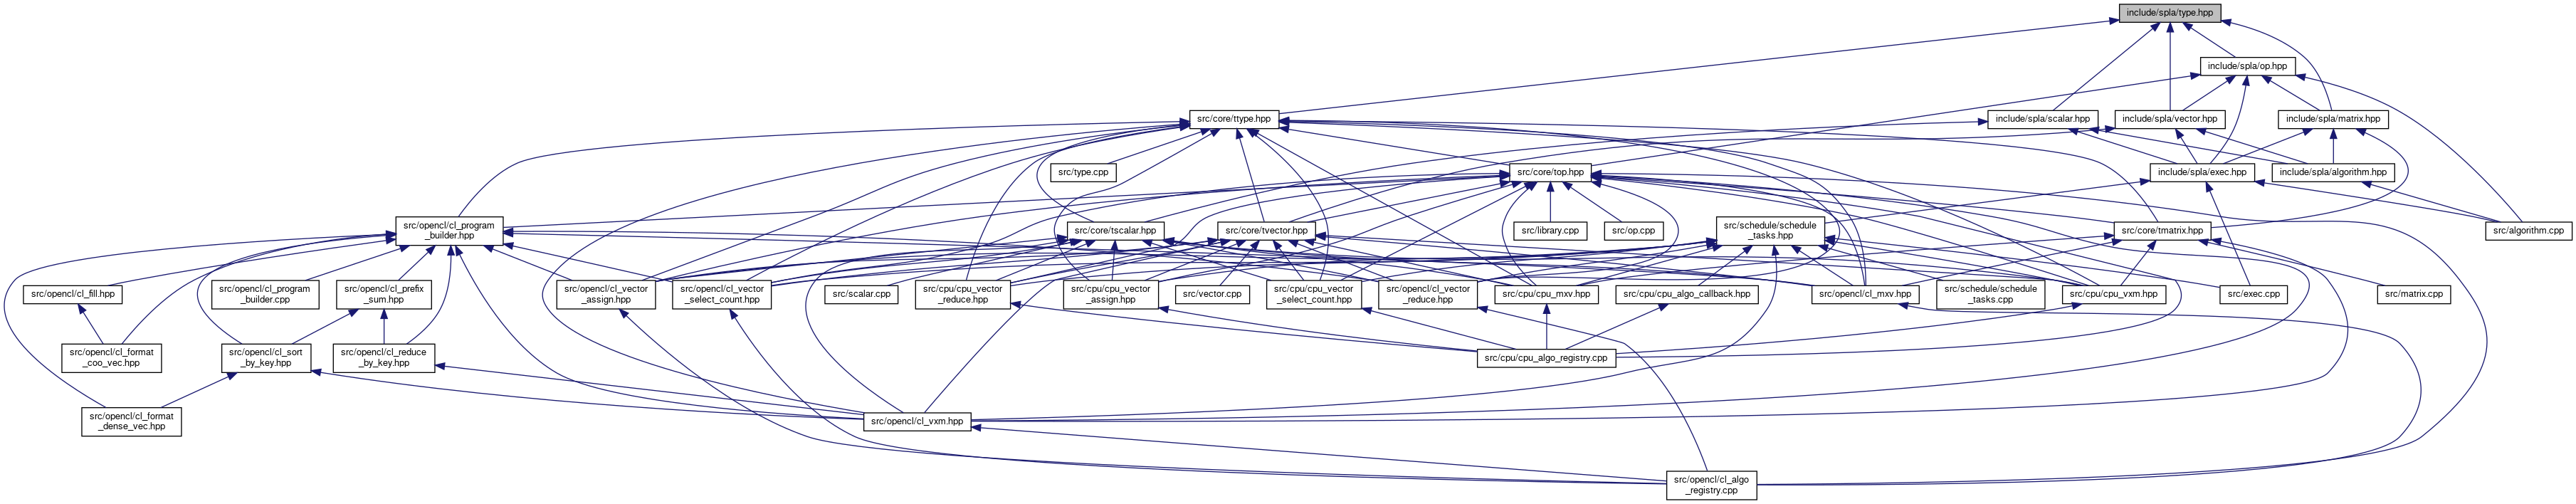 include/spla/type.hpp
include/spla/op.hpp
src/core/ttype.hpp
include/spla/scalar.hpp
include/spla/vector.hpp
include/spla/matrix.hpp
src/type.cpp
src/core/top.hpp
include/spla/exec.hpp
include/spla/algorithm.hpp
src/opencl/cl_program
_builder.hpp
src/core/tscalar.hpp
src/core/tvector.hpp
src/library.cpp
src/op.cpp
src/schedule/schedule
_tasks.hpp
src/core/tmatrix.hpp
src/algorithm.cpp
src/opencl/cl_fill.hpp
src/opencl/cl_program
_builder.cpp
src/opencl/cl_prefix
_sum.hpp
src/opencl/cl_vector
_assign.hpp
src/opencl/cl_vector
_select_count.hpp
src/scalar.cpp
src/cpu/cpu_vector
_reduce.hpp
src/cpu/cpu_vector
_assign.hpp
src/vector.cpp
src/cpu/cpu_vector
_select_count.hpp
src/opencl/cl_vector
_reduce.hpp
src/cpu/cpu_mxv.hpp
src/cpu/cpu_algo_callback.hpp
src/opencl/cl_mxv.hpp
src/schedule/schedule
_tasks.cpp
src/cpu/cpu_vxm.hpp
src/exec.cpp
src/matrix.cpp
src/opencl/cl_format
_coo_vec.hpp
src/opencl/cl_sort
_by_key.hpp
src/opencl/cl_reduce
_by_key.hpp
src/cpu/cpu_algo_registry.cpp
src/opencl/cl_format
_dense_vec.hpp
src/opencl/cl_vxm.hpp
src/opencl/cl_algo
_registry.cpp